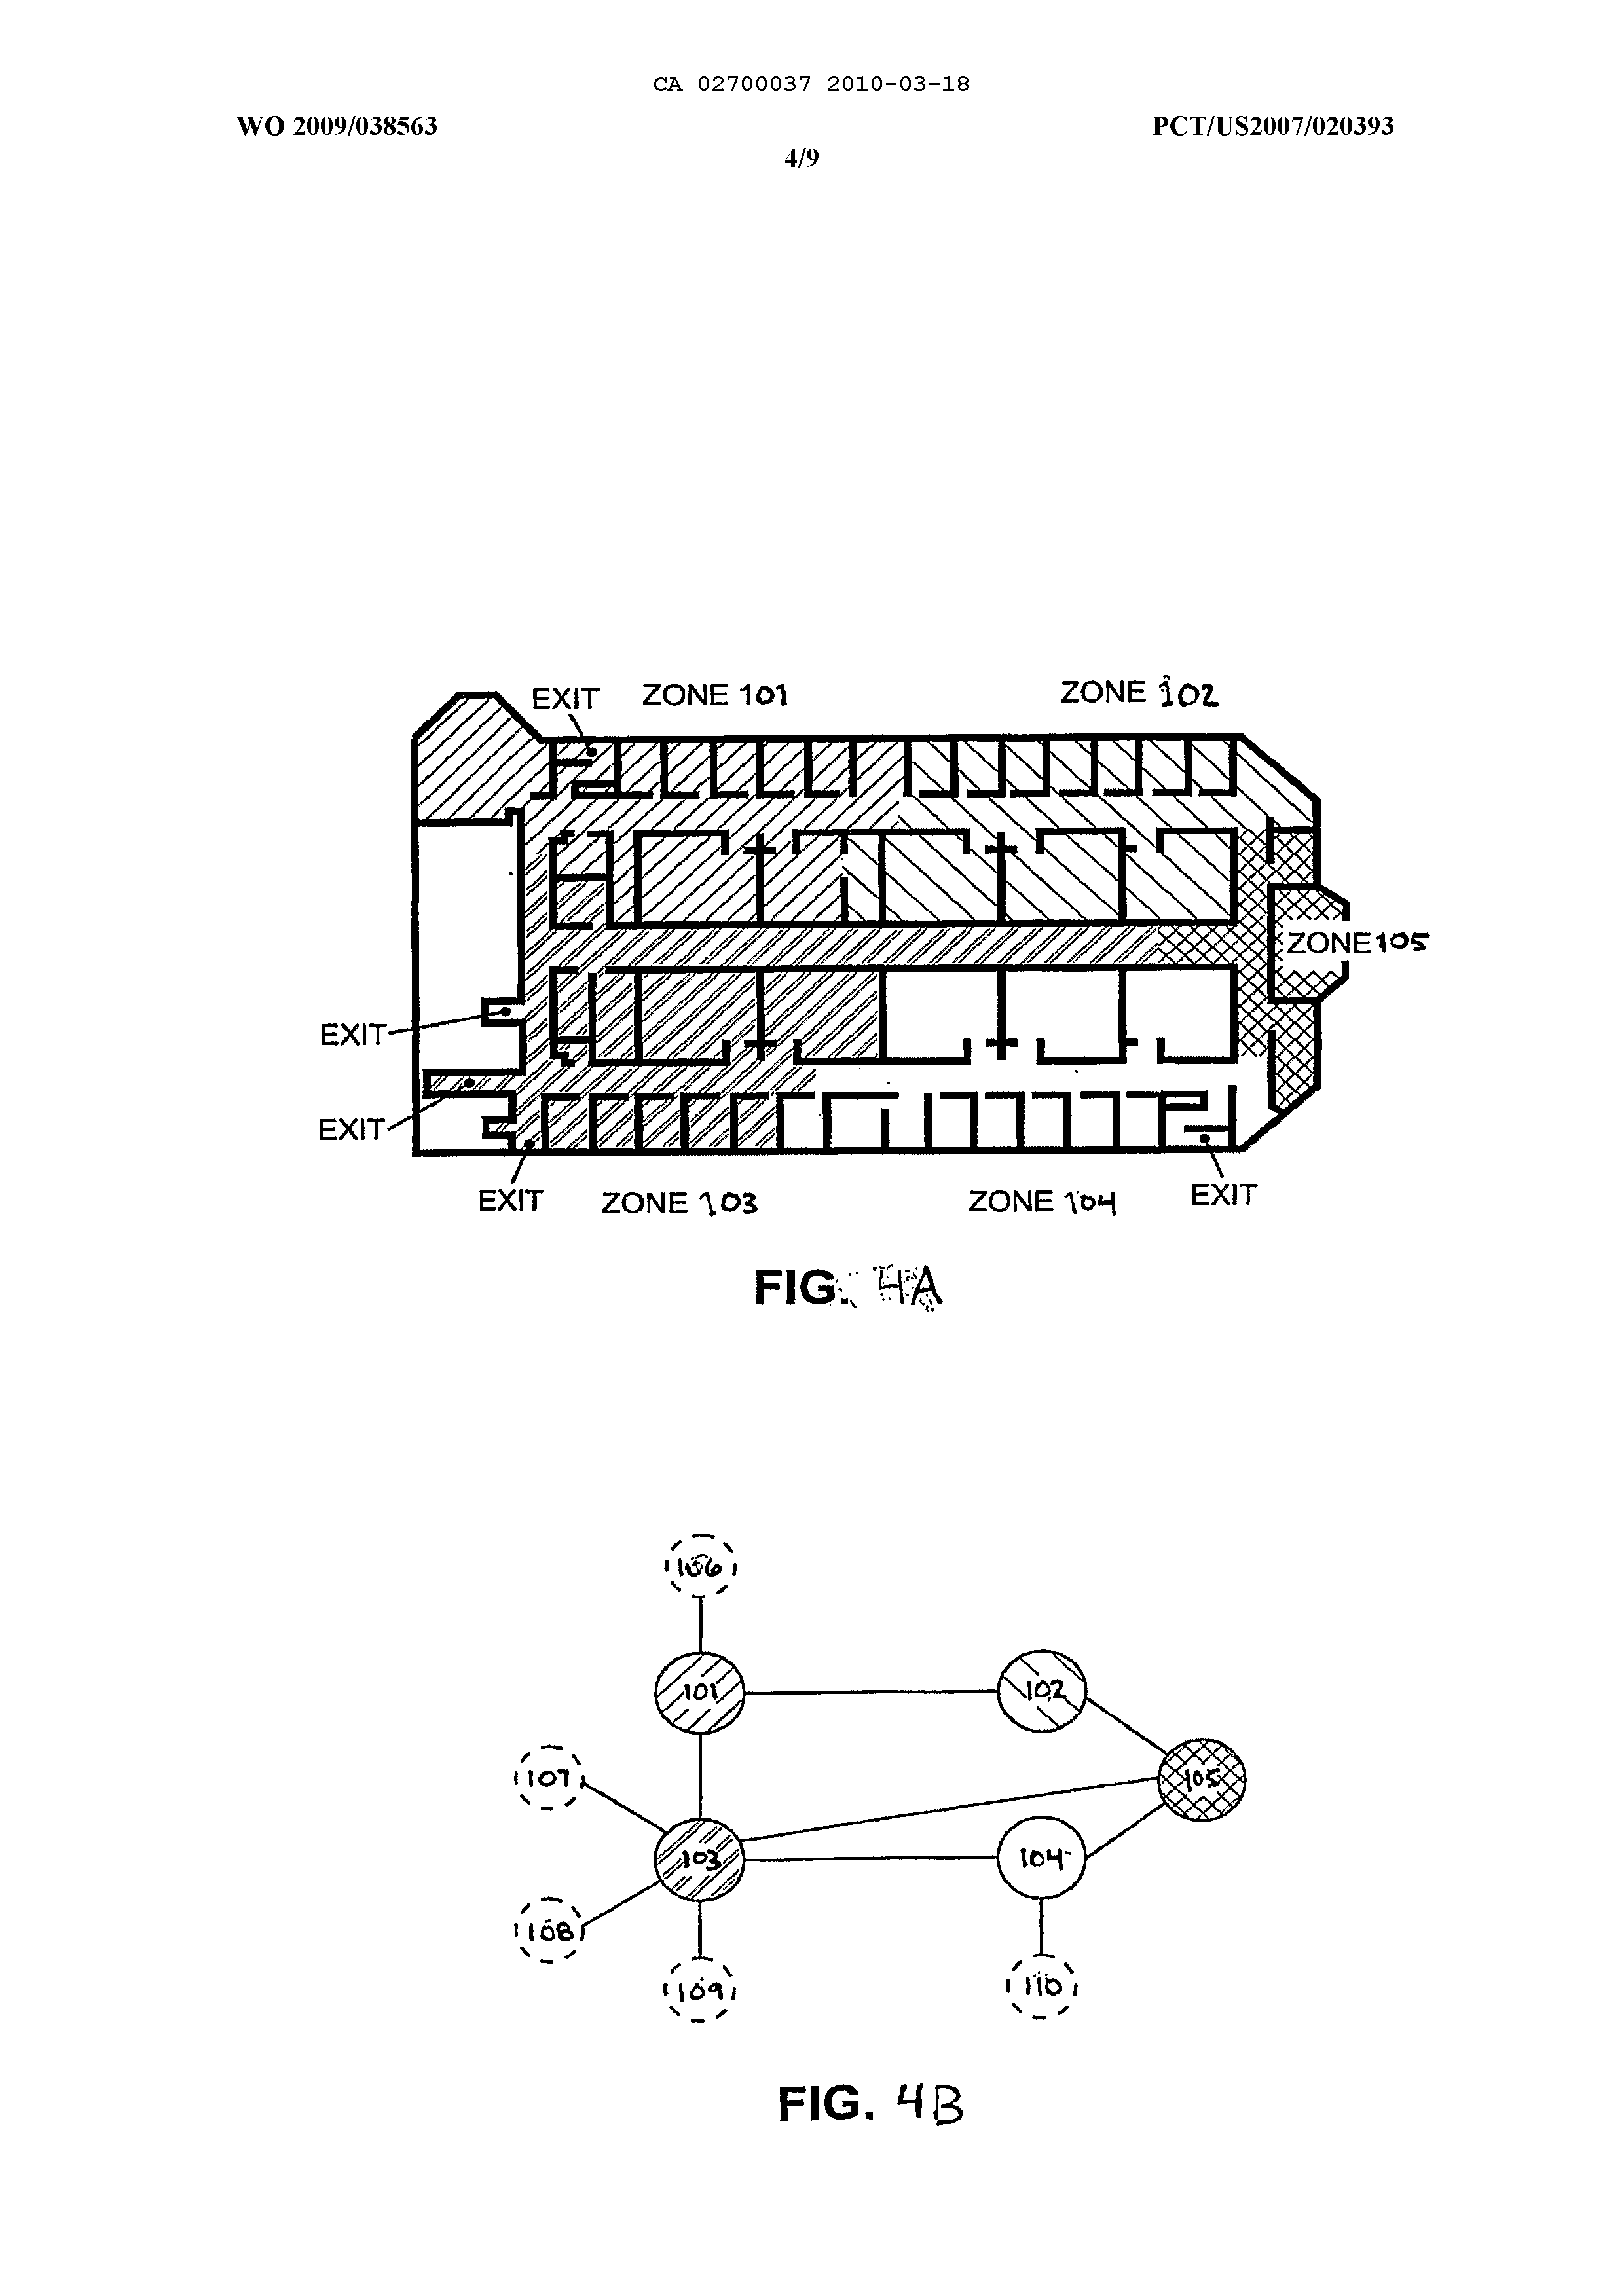 CA 02700037 2010-03-18
WO 2009/038563 PCT/US2007/020393
4/9
EXIT ZONE 101 ZONE 102
ZONE 105
EXIT
EXIT
EXIT ZONE 103 ZONE 104 EXIT
FIG. 4A
106
101 102
107 105
103 104
108
109 110
FIG. 4B